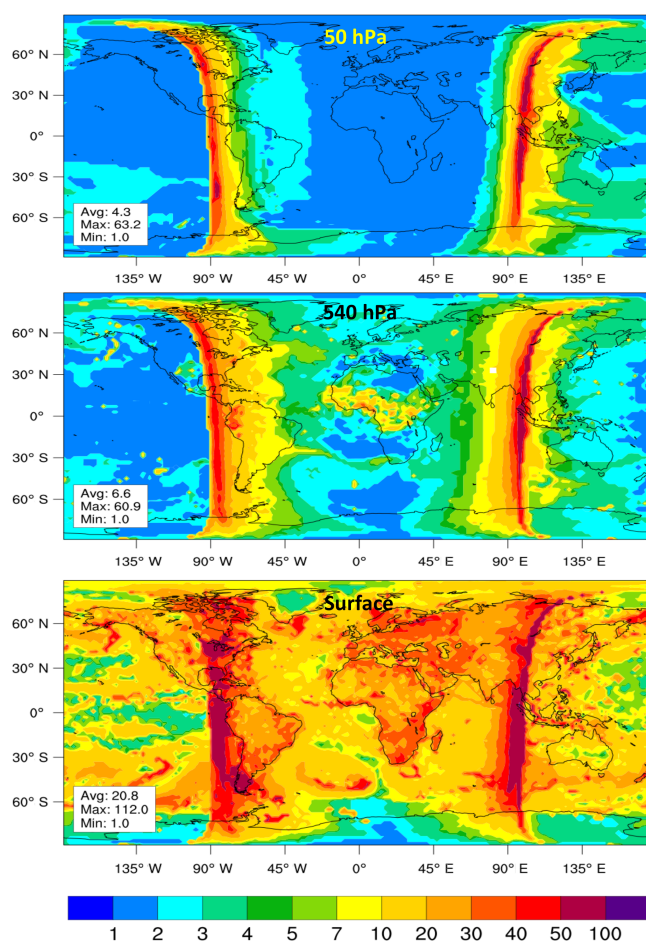 50 hPa
60° N
30° N
0°
30° S
60° S
Avg: 4.3
Max: 63.2
Min: 1.0
135° W 90° W 45° W 0° 45° E 90° E 135° E
540 hPa
60° N
30° N
0°
30° S
60° S
Avg: 6.6
Max: 60.9
Min: 1.0
135° W 90° W 45° W 0° 45° E 90° E 135° E
Surface
60° N
30° N
0°
30° S
60° S
Avg: 20.8
Max: 112.0
Min: 1.0
135° W 90° W 45° W 0° 45° E 90° E 135° E
1 2 3 4 5 7 10 20 30 40 50 100